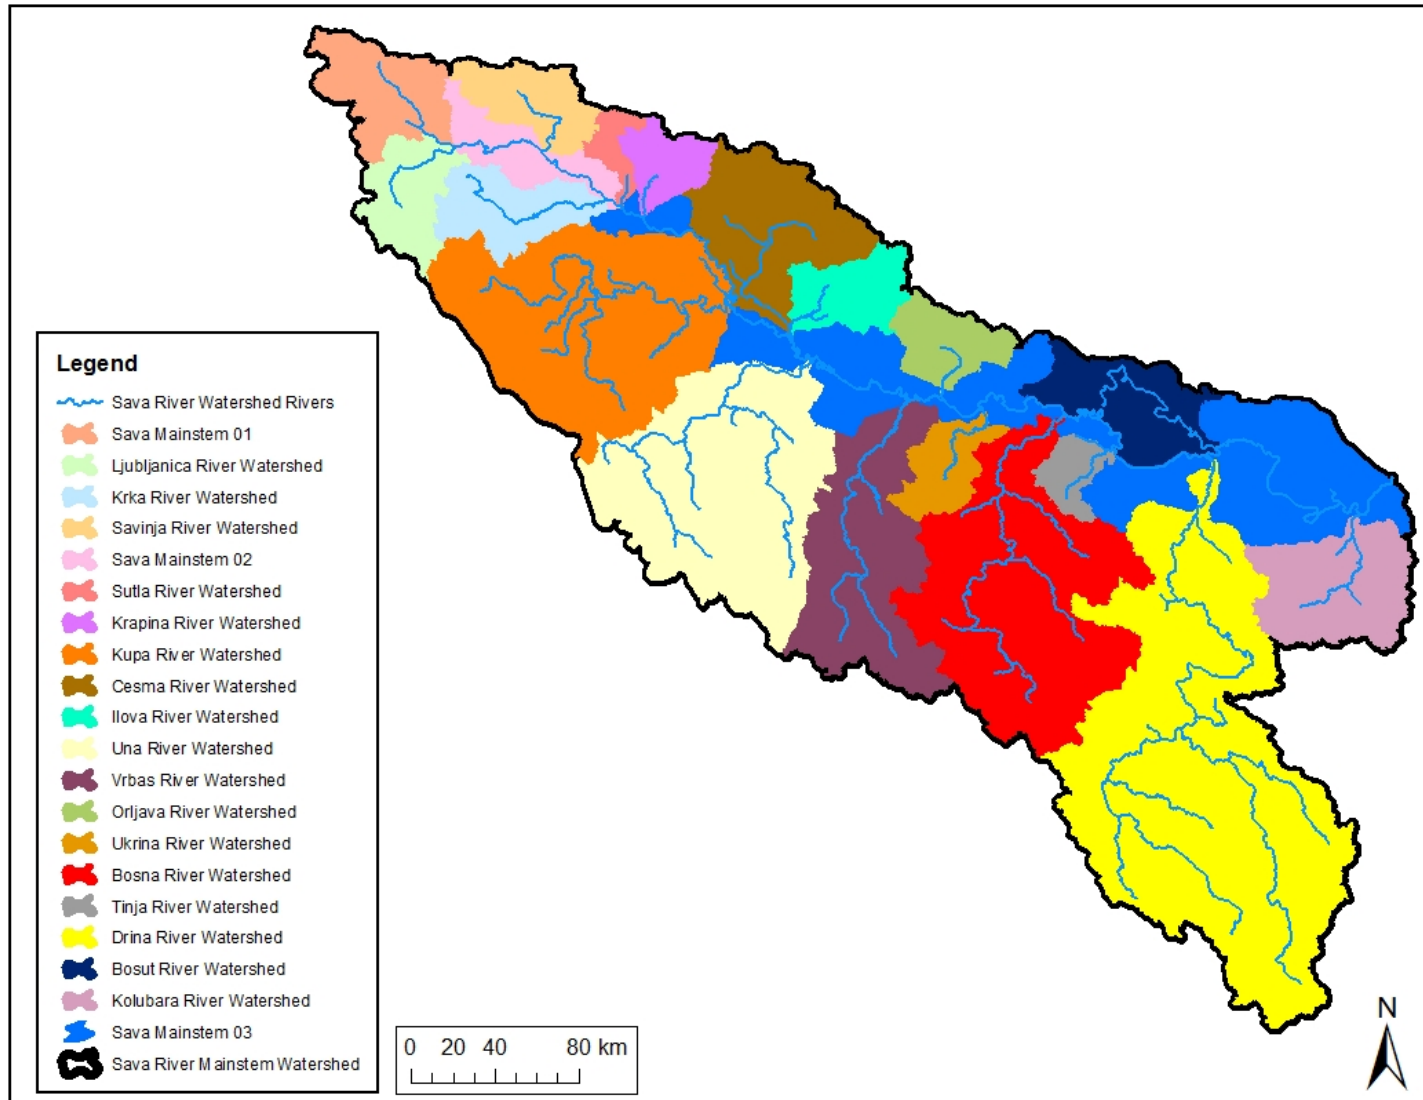 Legend
Sava River Watershed Rivers
Sava Mainstem 01
Ljubljanica River Watershed
Krka River Watershed
Savinja River Watershed
Sava Mainstem 02
Sutla River Watershed
Krapina River Watershed
Kupa River Watershed
Cesma River Watershed
Ilova River Watershed
Una River Watershed
Vrbas River Watershed
Orljava River Watershed
Ukrina River Watershed
Bosna River Watershed
Tinja River Watershed
Drina River Watershed
Bosut River Watershed
Kolubara River Watershed
Sava Mainstem 03
Sava River Mainstem Watershed
0 20 40 80 km
N